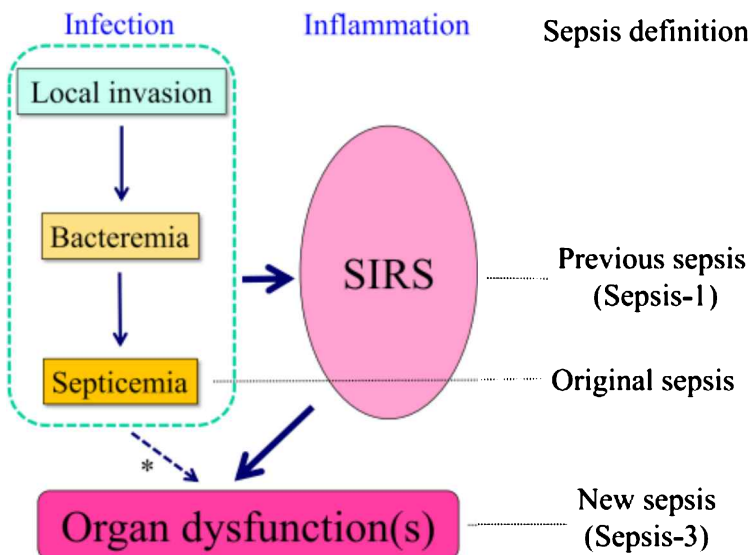 Infection
Inflammation
Sepsis definition
Local invasion
Bacteremia
SIRS
Previous sepsis
(Sepsis-1)
Septicemia
Original sepsis
*
Organ dysfunction(s)
New sepsis
(Sepsis-3)